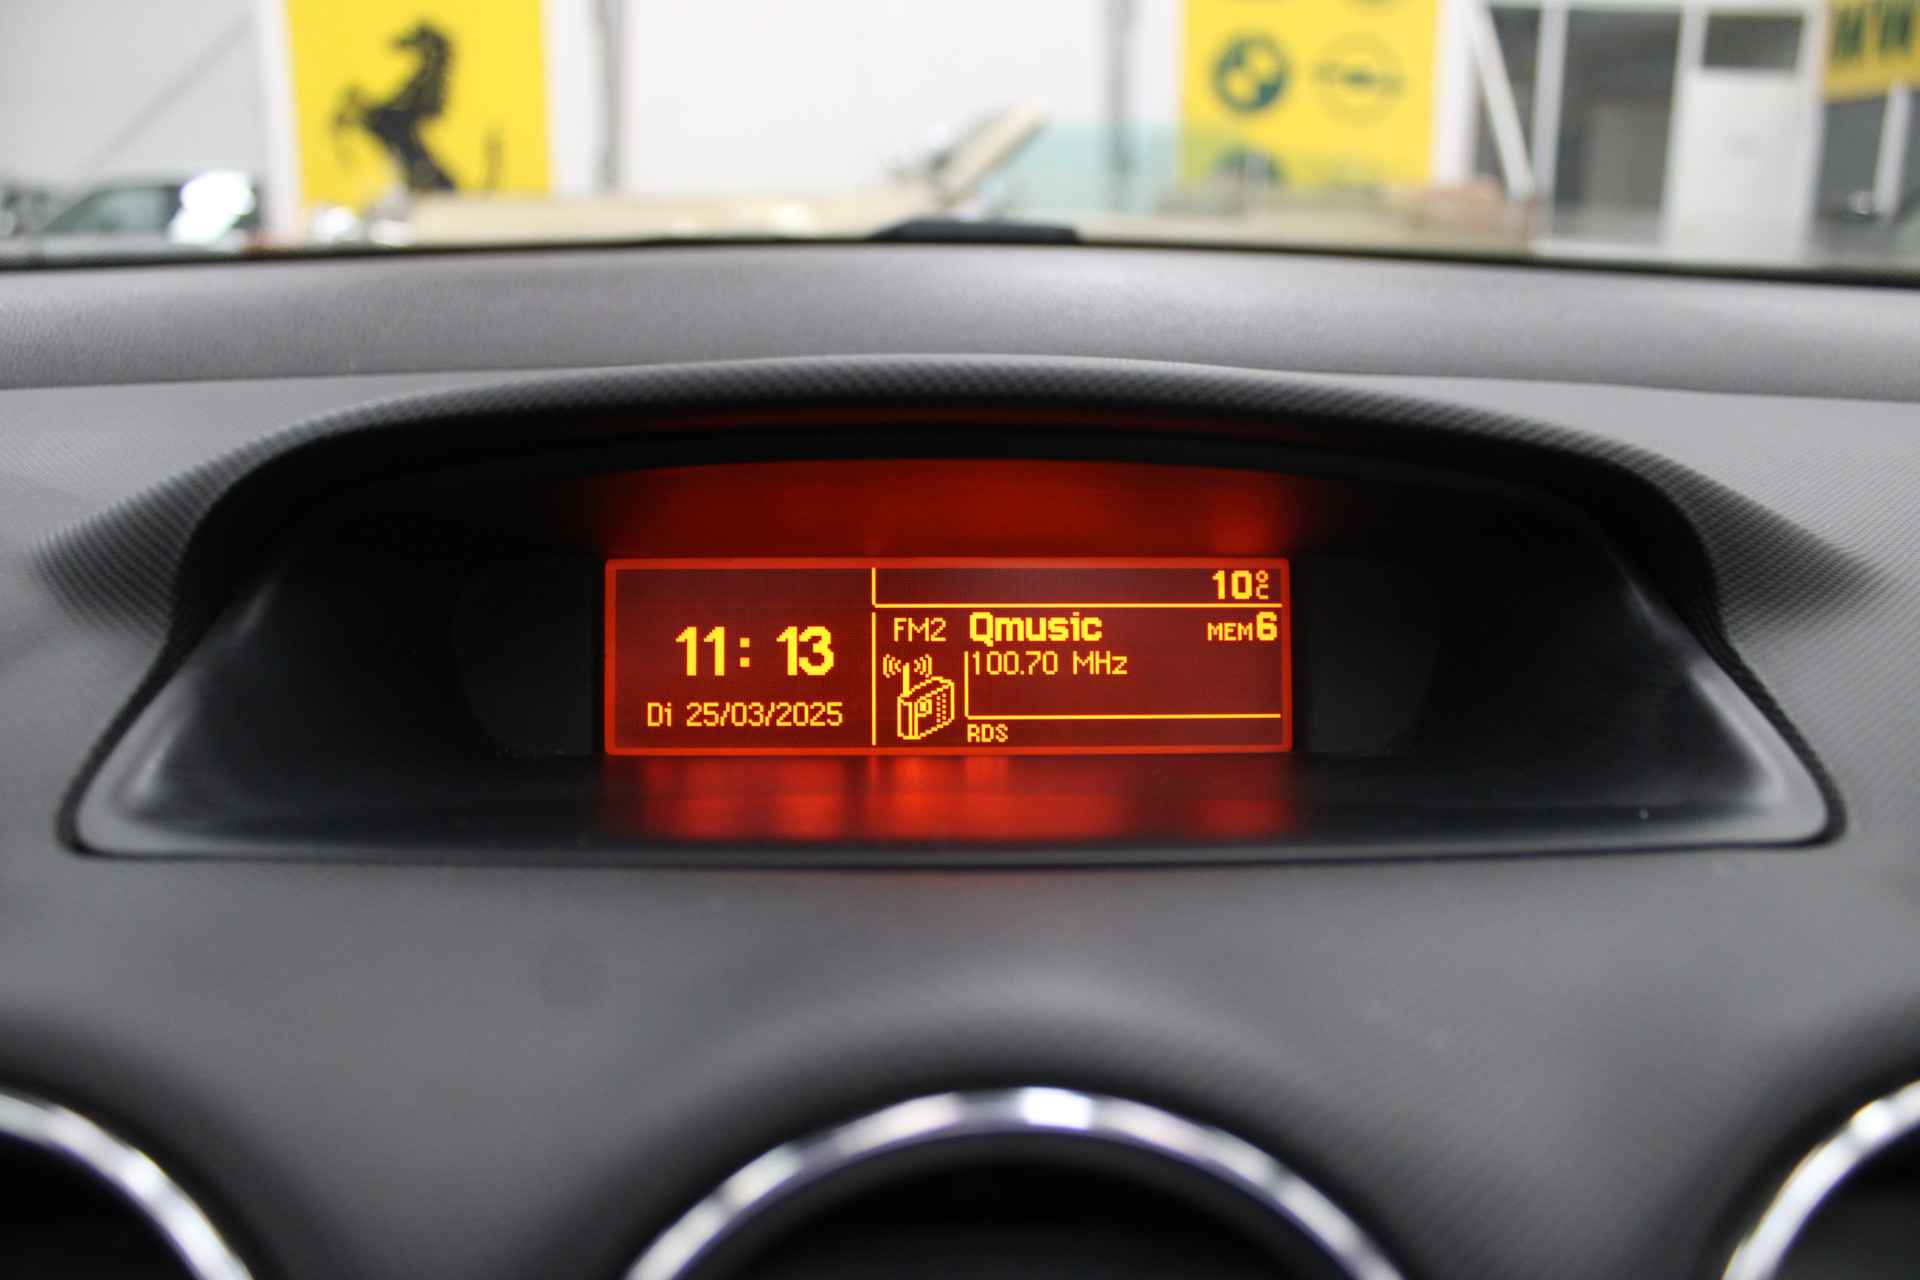 10°C
11:13
Di 25/03/2025
FM2 Qmusic MEM6
100.70 MHz
RDS